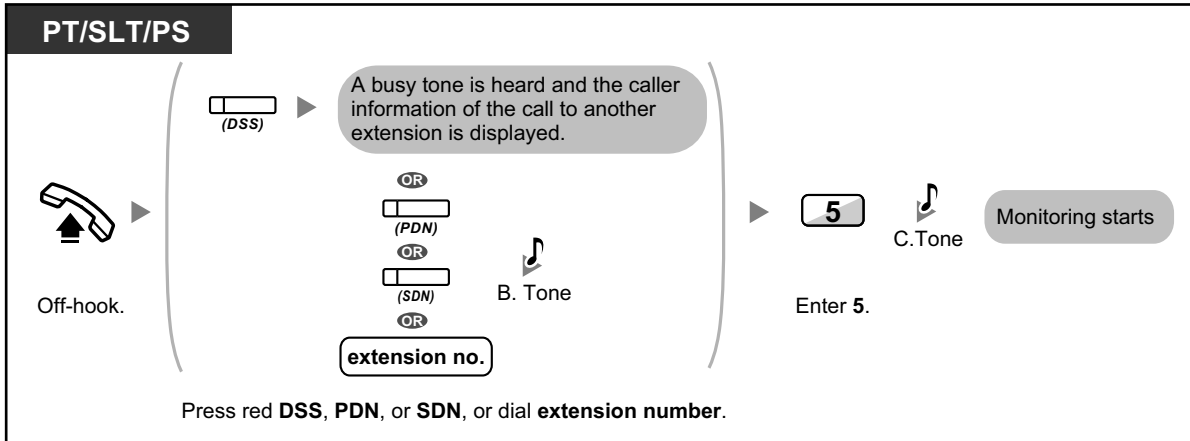 PT/SLT/PS
(DSS)
A busy tone is heard and the caller
information of the call to another
extension is displayed.
OR
(PDN)
OR
(SDN)
B. Tone
OR
extension no.
Off-hook.
Press red DSS, PDN, or SDN, or dial extension number.
5
C.Tone
Monitoring starts
Enter 5.